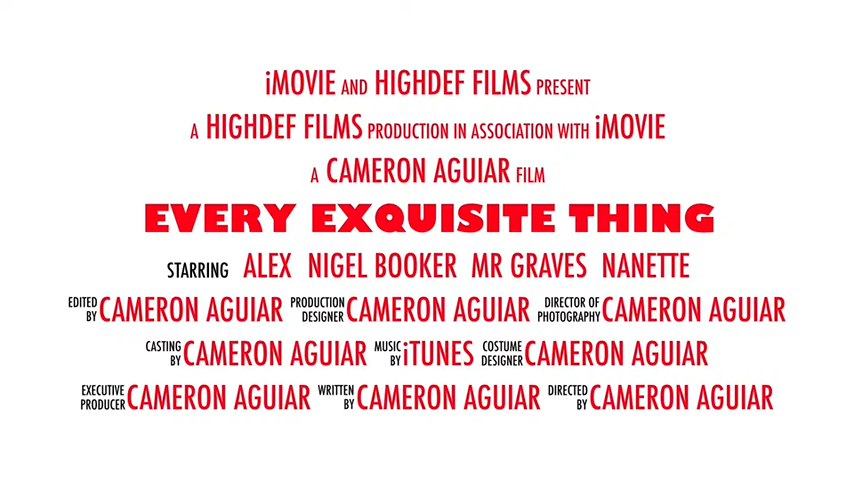 iMOVIE AND HIGHDEF FILMS PRESENT
A HIGHDEF FILMS PRODUCTION IN ASSOCIATION WITH iMOVIE
A CAMERON AGUIAR FILM
EVERY EXQUISITE THING
STARRING ALEX NIGEL BOOKER MR GRAVES NANETTE
EDITED BY CAMERON AGUIAR PRODUCTION DESIGNER CAMERON AGUIAR DIRECTOR OF PHOTOGRAPHY CAMERON AGUIAR
CASTING BY CAMERON AGUIAR MUSIC BY iTUNES COSTUME DESIGNER CAMERON AGUIAR
EXECUTIVE PRODUCER CAMERON AGUIAR WRITTEN BY CAMERON AGUIAR DIRECTED BY CAMERON AGUIAR